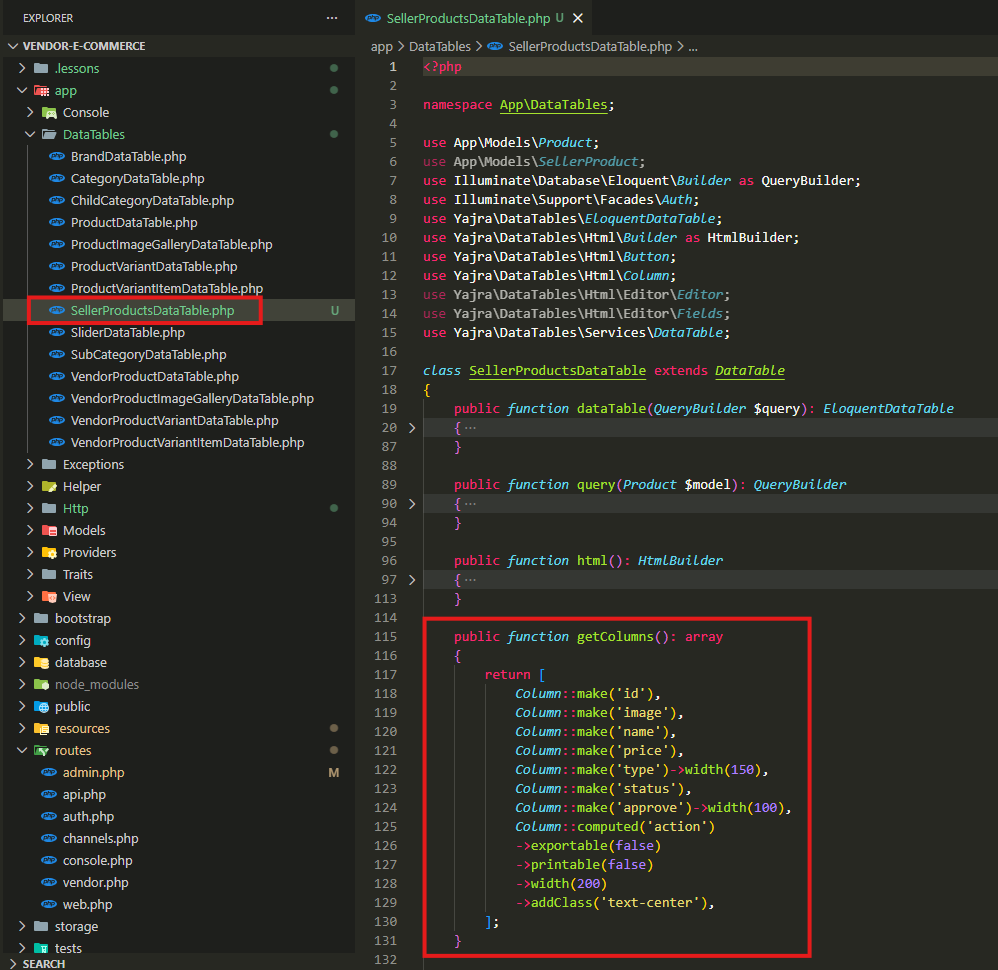 EXPLORER
...
VENDOR-E-COMMERCE
.lessons
app
Console
DataTables
BrandDataTable.php
CategoryDataTable.php
ChildCategoryDataTable.php
ProductDataTable.php
ProductImageGalleryDataTable.php
ProductVariantDataTable.php
ProductVariantItemDataTable.php
SellerProductsDataTable.php U
SliderDataTable.php
SubCategoryDataTable.php
VendorProductDataTable.php
VendorProductImageGalleryDataTable.php
VendorProductVariantDataTable.php
VendorProductVariantItemDataTable.php
Exceptions
Helper
Http
Models
Providers
Traits
View
bootstrap
config
database
node_modules
public
resources
routes
admin.php M
api.php
auth.php
channels.php
console.php
vendor.php
web.php
storage
tests
SEARCH
SellerProductsDataTable.php U
app > DataTables > SellerProductsDataTable.php > ...
1 <?php
2
3 namespace App\DataTables;
4
5 use App\Models\Product;
6 use App\Models\SellerProduct;
7 use Illuminate\Database\Eloquent\Builder as QueryBuilder;
8 use Illuminate\Support\Facades\Auth;
9 use Yajra\DataTables\EloquentDataTable;
10 use Yajra\DataTables\Html\Builder as HtmlBuilder;
11 use Yajra\DataTables\Html\Button;
12 use Yajra\DataTables\Html\Column;
13 use Yajra\DataTables\Html\Editor\Editor;
14 use Yajra\DataTables\Html\Editor\Fields;
15 use Yajra\DataTables\Services\DataTable;
16
17 class SellerProductsDataTable extends DataTable
18 {
19 public function dataTable(QueryBuilder $query): EloquentDataTable
20 > { ...
87 }
88
89 public function query(Product $model): QueryBuilder
90 > { ...
94 }
95
96 public function html(): HtmlBuilder
97 > { ...
113 }
114
115 public function getColumns(): array
116 {
117 return [
118 Column::make('id'),
119 Column::make('image'),
120 Column::make('name'),
121 Column::make('price'),
122 Column::make('type')->width(150),
123 Column::make('status'),
124 Column::make('approve')->width(100),
125 Column::computed('action')
126 ->exportable(false)
127 ->printable(false)
128 ->width(200)
129 ->addClass('text-center'),
130 ];
131 }
132